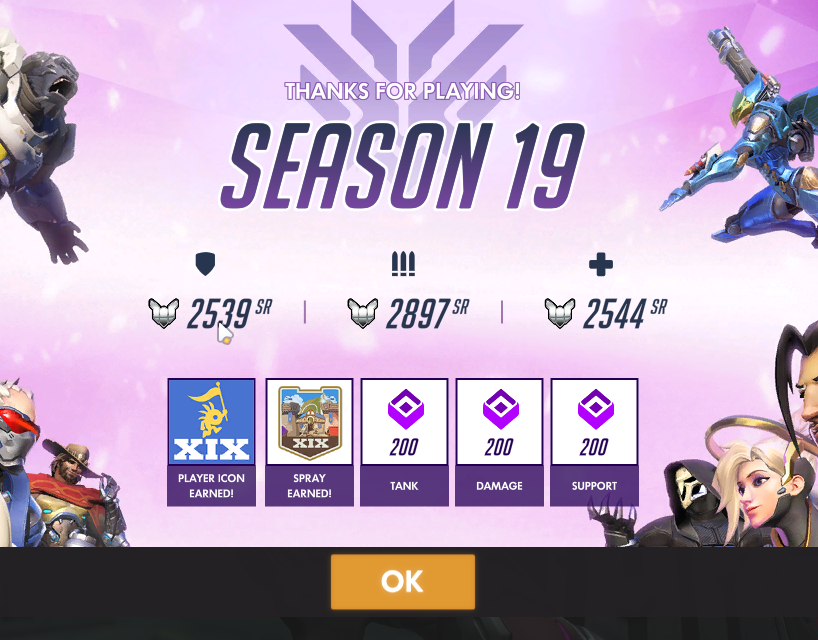 THANKS FOR PLAYING!
SEASON 19
2539 SR | 2897 SR | 2544 SR
XIX XIX 200 200 200
PLAYER ICON EARNED! SPRAY EARNED! TANK DAMAGE SUPPORT
OK